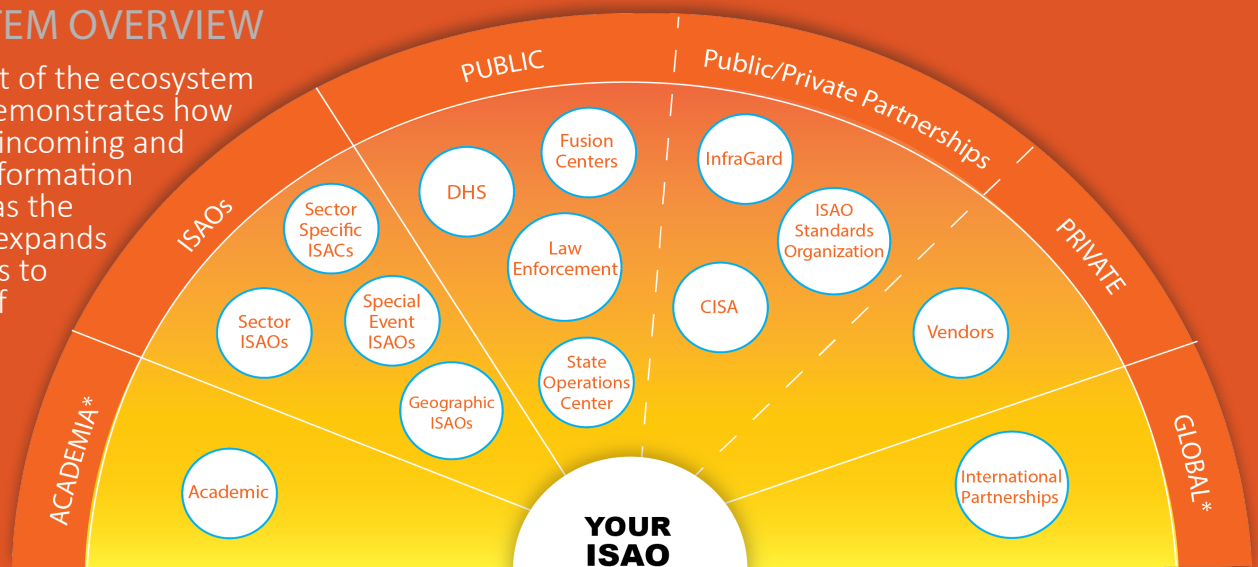 TEM OVERVIEW
t of the ecosystem
emonstrates how
incoming and
formation
as the
expands
s to
f
ACADEMIA*
ISAOs
PUBLIC
Public/Private Partnerships
PRIVATE
GLOBAL*
Academic
Sector
Specific
ISACs
Sector
ISAOs
Special
Event
ISAOs
Geographic
ISAOs
DHS
Fusion
Centers
Law
Enforcement
State
Operations
Center
InfraGard
ISAO
Standards
Organization
CISA
Vendors
International
Partnerships
YOUR
ISAO